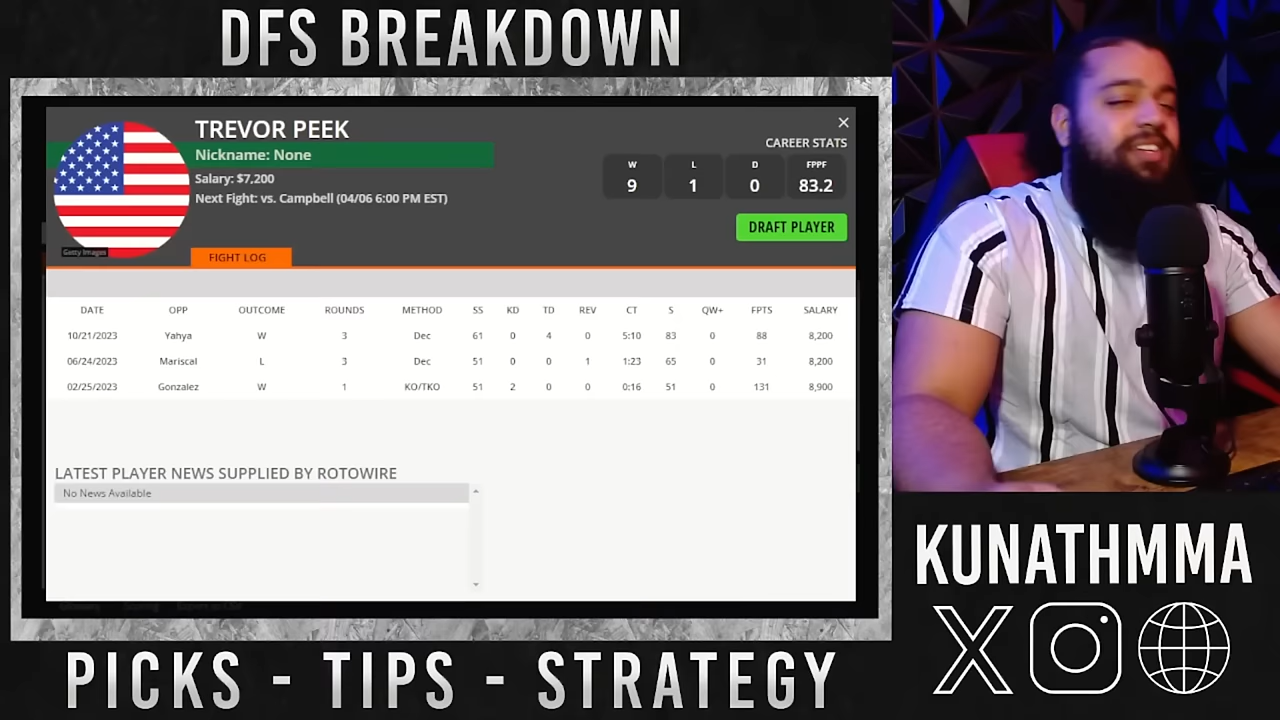 DFS BREAKDOWN
TREVOR PEEK
Nickname: None
Salary: $7,200
Next Fight: vs. Campbell (04/06 6:00 PM EST)
×
CAREER STATS
W L D FPPF
9 1 0 83.2
DRAFT PLAYER
Getty Images
FIGHT LOG
DATE OPP OUTCOME ROUNDS METHOD SS KD TD REV CT S QW+ FPTS SALARY
10/21/2023 Yahya W 3 Dec 61 0 4 0 5:10 83 0 88 8,200
06/24/2023 Mariscal L 3 Dec 51 0 0 1 1:23 65 0 31 8,200
02/25/2023 Gonzalez W 1 KO/TKO 51 2 0 0 0:16 51 0 131 8,900
LATEST PLAYER NEWS SUPPLIED BY ROTOWIRE
No News Available
KUNATHMMA
PICKS - TIPS - STRATEGY